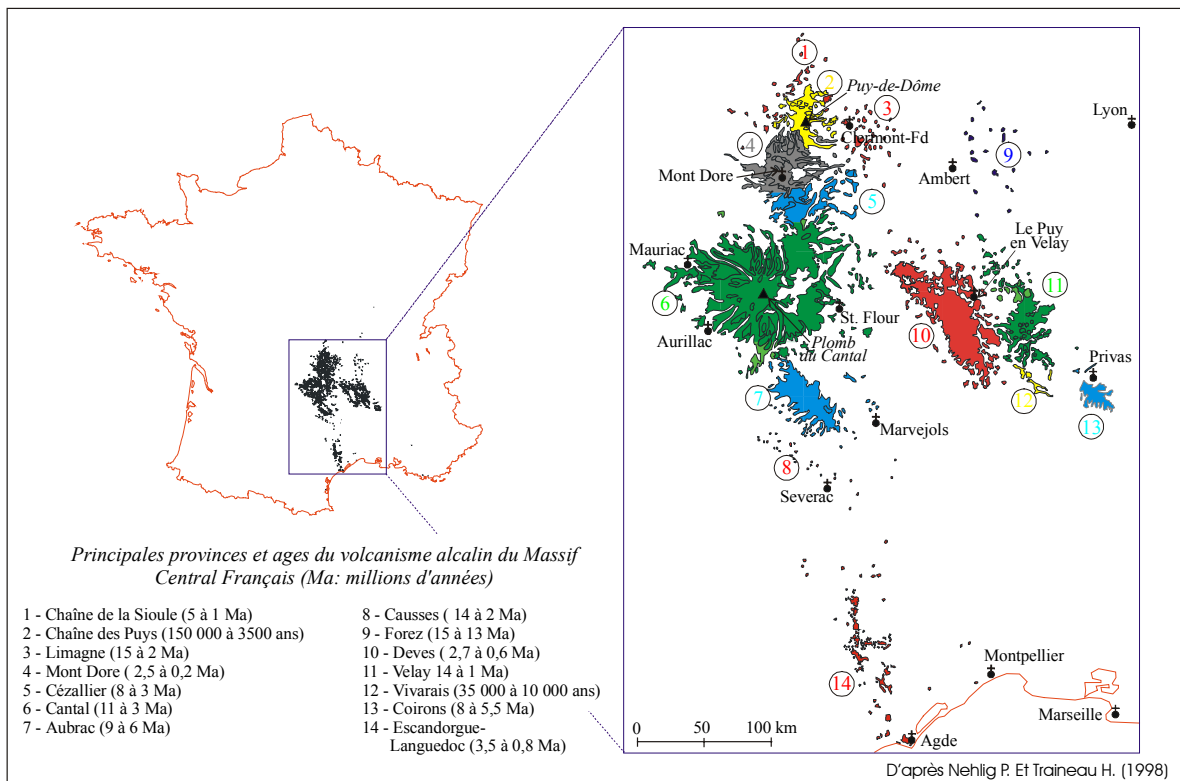 Principales provinces et ages du volcanisme alcalin du Massif
Central Français (Ma: millions d'années)
1 - Chaîne de la Sioule (5 à 1 Ma)
2 - Chaîne des Puys (150 000 à 3500 ans)
3 - Limagne (15 à 2 Ma)
4 - Mont Dore ( 2,5 à 0,2 Ma)
5 - Cézallier (8 à 3 Ma)
6 - Cantal (11 à 3 Ma)
7 - Aubrac (9 à 6 Ma)
8 - Causses ( 14 à 2 Ma)
9 - Forez (15 à 13 Ma)
10 - Deves ( 2,7 à 0,6 Ma)
11 - Velay 14 à 1 Ma)
12 - Vivarais (35 000 à 10 000 ans)
13 - Coirons (8 à 5,5 Ma)
14 - Escandorgue-
Languedoc (3,5 à 0,8 Ma)
1
2
Puy-de-Dôme
3
Lyon
Clermont-Fd
4
9
Mont Dore
Ambert
5
Le Puy
en Velay
Mauriac
11
6
St. Flour
Aurillac
10
Plomb
du Cantal
Privas
7
12
13
Marvejols
8
Severac
Montpellier
14
Marseille
0 50 100 km
Agde
D'après Nehlig P. Et Traineau H. (1998)